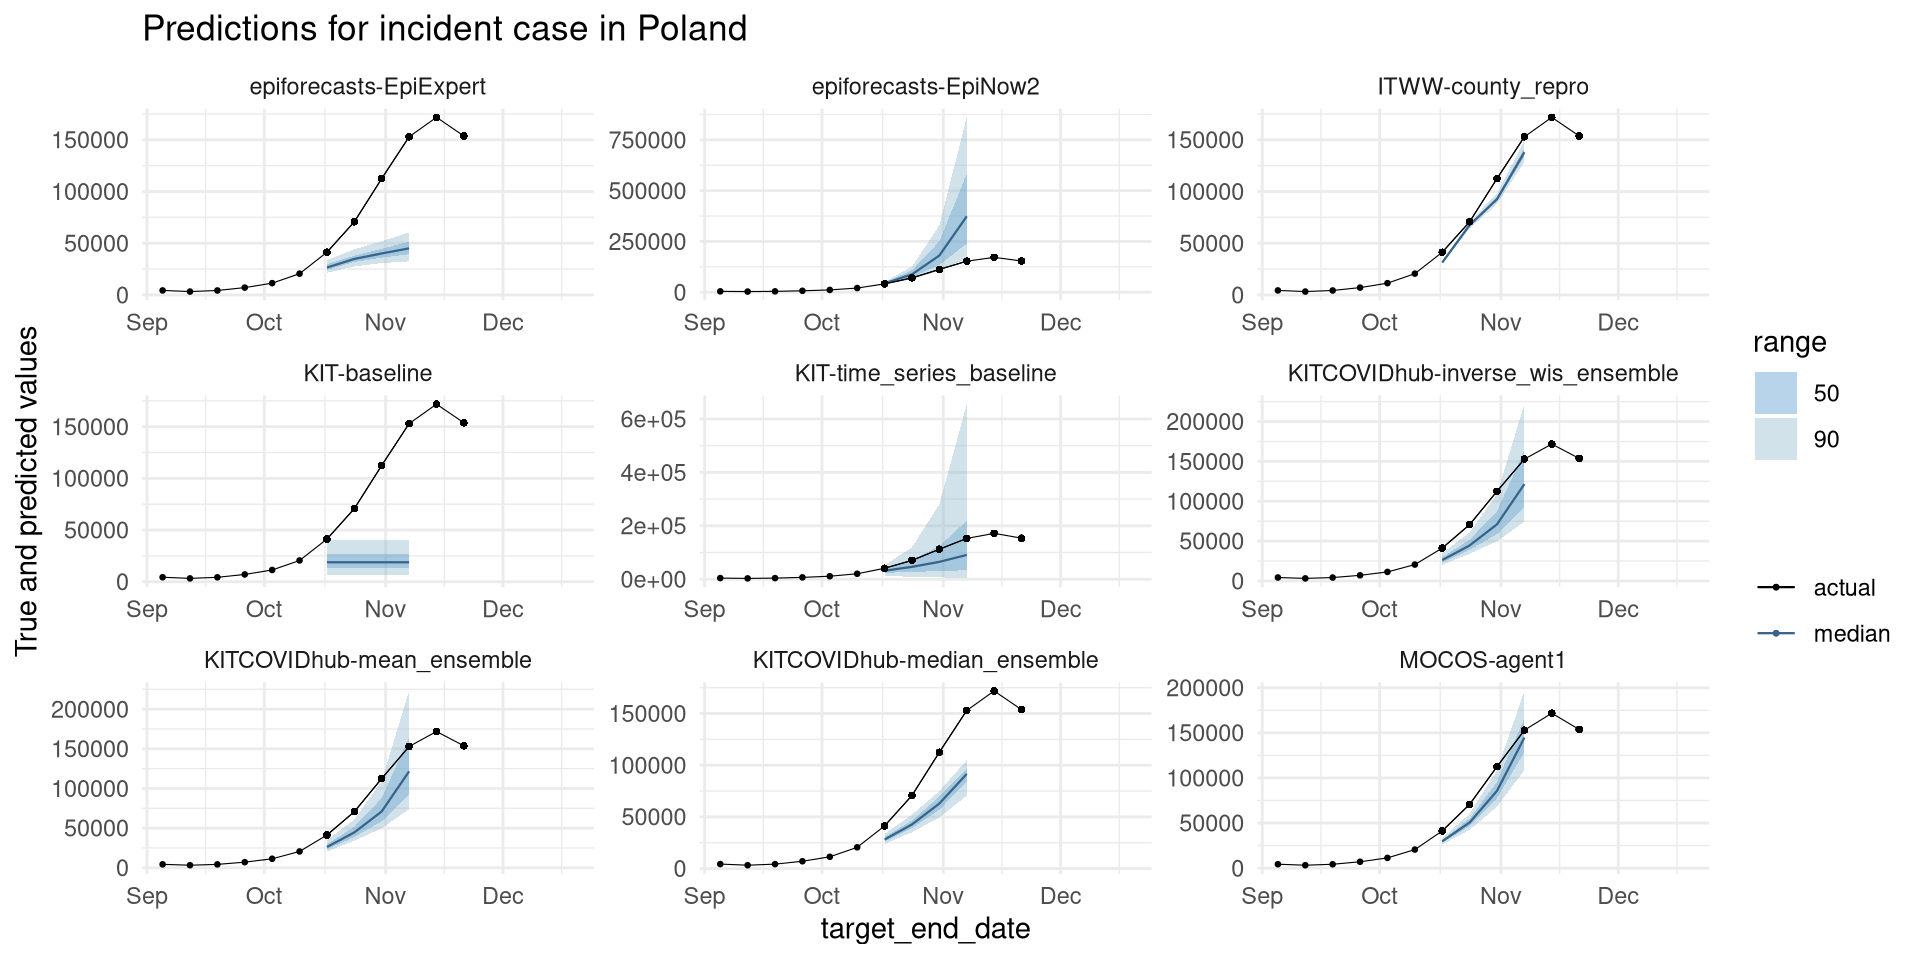 Predictions for incident case in Poland
epiforecasts-EpiExpert
epiforecasts-EpiNow2
ITWW-county_repro
150000
100000
50000
0
Sep Oct Nov Dec
750000
500000
250000
0
Sep Oct Nov Dec
150000
100000
50000
0
Sep Oct Nov Dec
KIT-baseline
KIT-time_series_baseline
KITCOVIDhub-inverse_wis_ensemble
150000
100000
50000
0
Sep Oct Nov Dec
6e+05
4e+05
2e+05
0e+00
Sep Oct Nov Dec
200000
150000
100000
50000
0
Sep Oct Nov Dec
KITCOVIDhub-mean_ensemble
KITCOVIDhub-median_ensemble
MOCOS-agent1
200000
150000
100000
50000
0
Sep Oct Nov Dec
150000
100000
50000
0
Sep Oct Nov Dec
200000
150000
100000
50000
0
Sep Oct Nov Dec
True and predicted values
target_end_date
range
50
90
actual
median